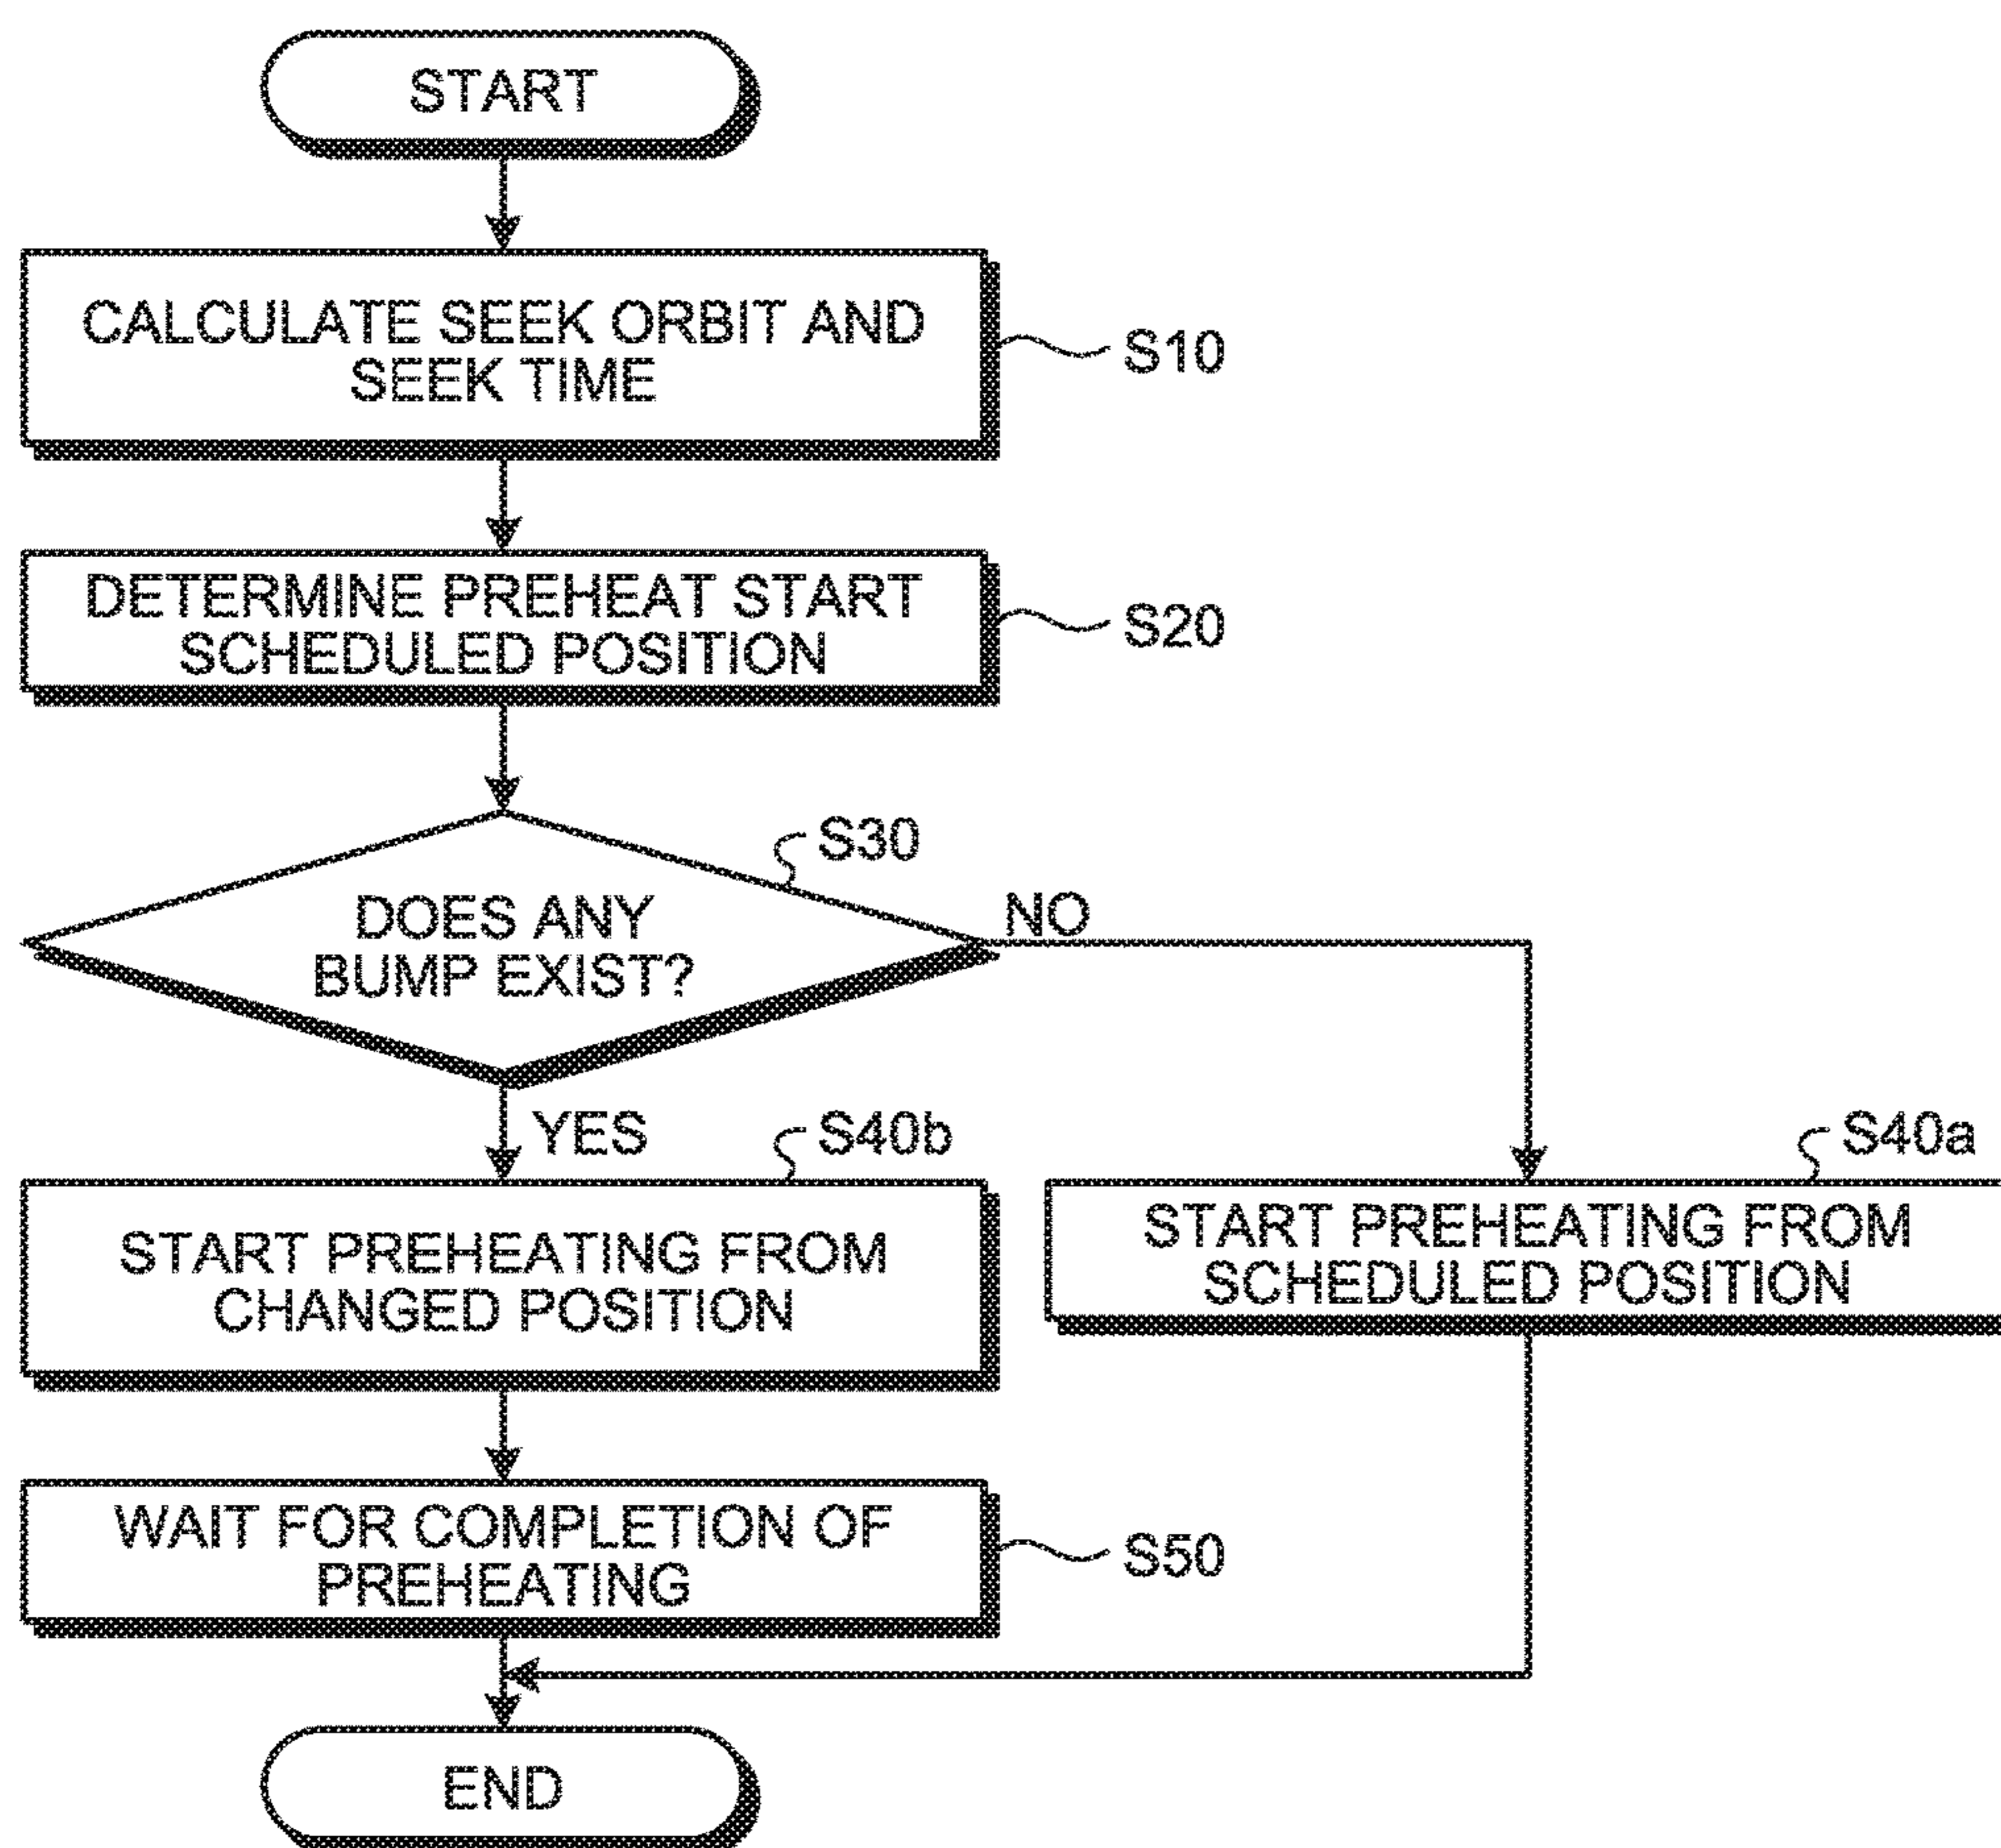 START
CALCULATE SEEK ORBIT AND
SEEK TIME
S10
DETERMINE PREHEAT START
SCHEDULED POSITION
S20
S30
DOES ANY
BUMP EXIST?
NO
YES
S40b
START PREHEATING FROM
CHANGED POSITION
S40a
START PREHEATING FROM
SCHEDULED POSITION
WAIT FOR COMPLETION OF
PREHEATING
S50
END